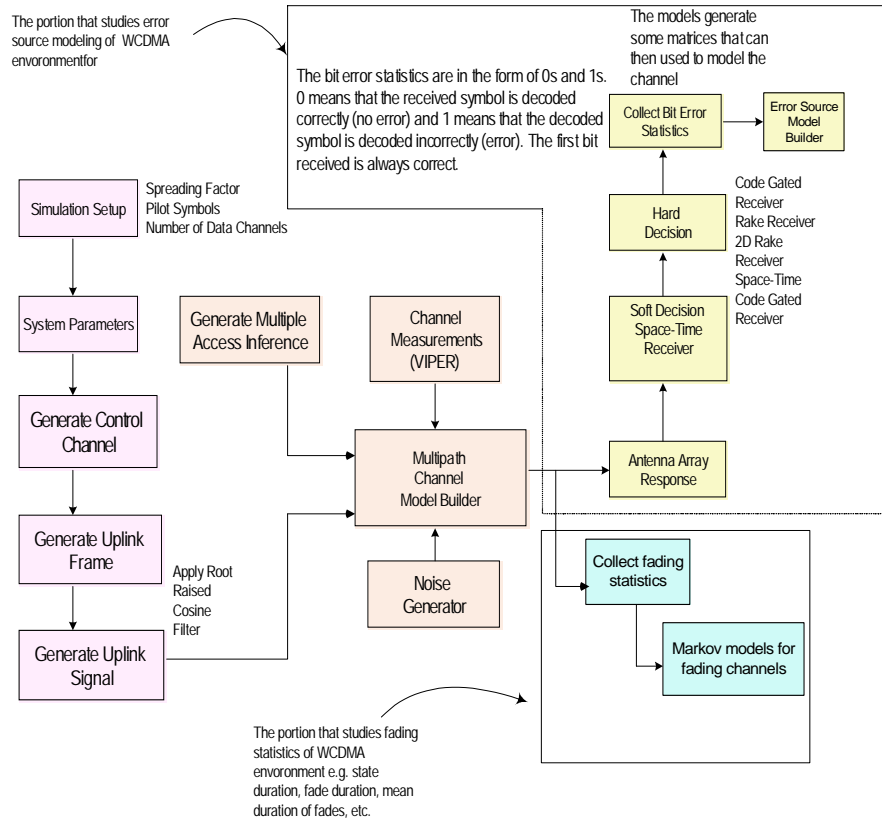 The portion that studies error
source modeling of WCDMA
envoronmentfor
The models generate
some matrices that can
then used to model the
channel
The bit error statistics are in the form of 0s and 1s.
0 means that the received symbol is decoded
correctly (no error) and 1 means that the decoded
symbol is decoded incorrectly (error). The first bit
received is always correct.
Collect Bit Error
Statistics
Error Source
Model
Builder
Simulation Setup
Spreading Factor
Pilot Symbols
Number of Data Channels
Hard
Decision
Code Gated
Receiver
Rake Receiver
2D Rake
Receiver
Space-Time
Code Gated
Receiver
System Parameters
Generate Multiple
Access Inference
Channel
Measurements
(VIPER)
Soft Decision
Space-Time
Receiver
Generate Control
Channel
Multipath
Channel
Model Builder
Antenna Array
Response
Generate Uplink
Frame
Apply Root
Raised
Cosine
Filter
Noise
Generator
Collect fading
statistics
Generate Uplink
Signal
Markov models for
fading channels
The portion that studies fading
statistics of WCDMA
envoronment e.g. state
duration, fade duration, mean
duration of fades, etc.